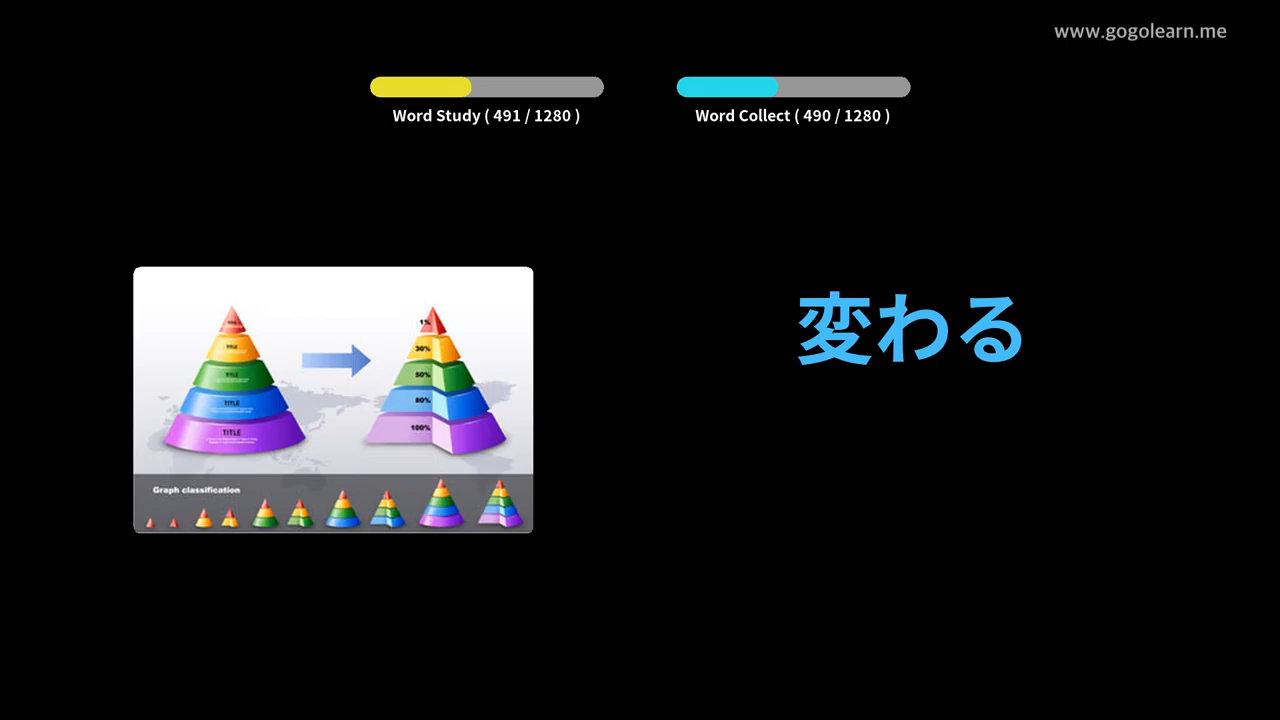 www.gogolearn.me
Word Study ( 491 / 1280 )
Word Collect ( 490 / 1280 )
変わる
TITLE
TITLE
TITLE
TITLE
TITLE
1%
30%
50%
80%
100%
Graph classification